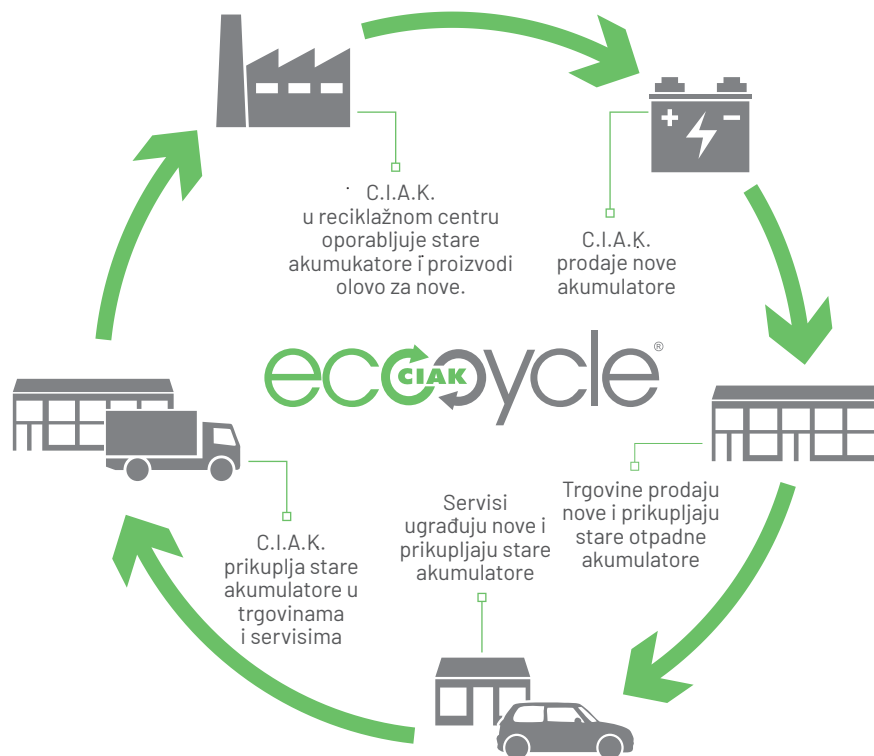 C.I.A.K.
u reciklažnom centru
oporabljuje stare
akumukatore i proizvodi
olovo za nove.
C.I.A.K.
prodaje nove
akumulatore
ecocycle®
CIAK
Trgovine prodaju
nove i prikupljaju
stare otpadne
akumulatore
Servisi
ugrađuju nove i
prikupljaju stare
akumulatore
C.I.A.K.
prikuplja stare
akumulatore u
trgovinama
i servisima